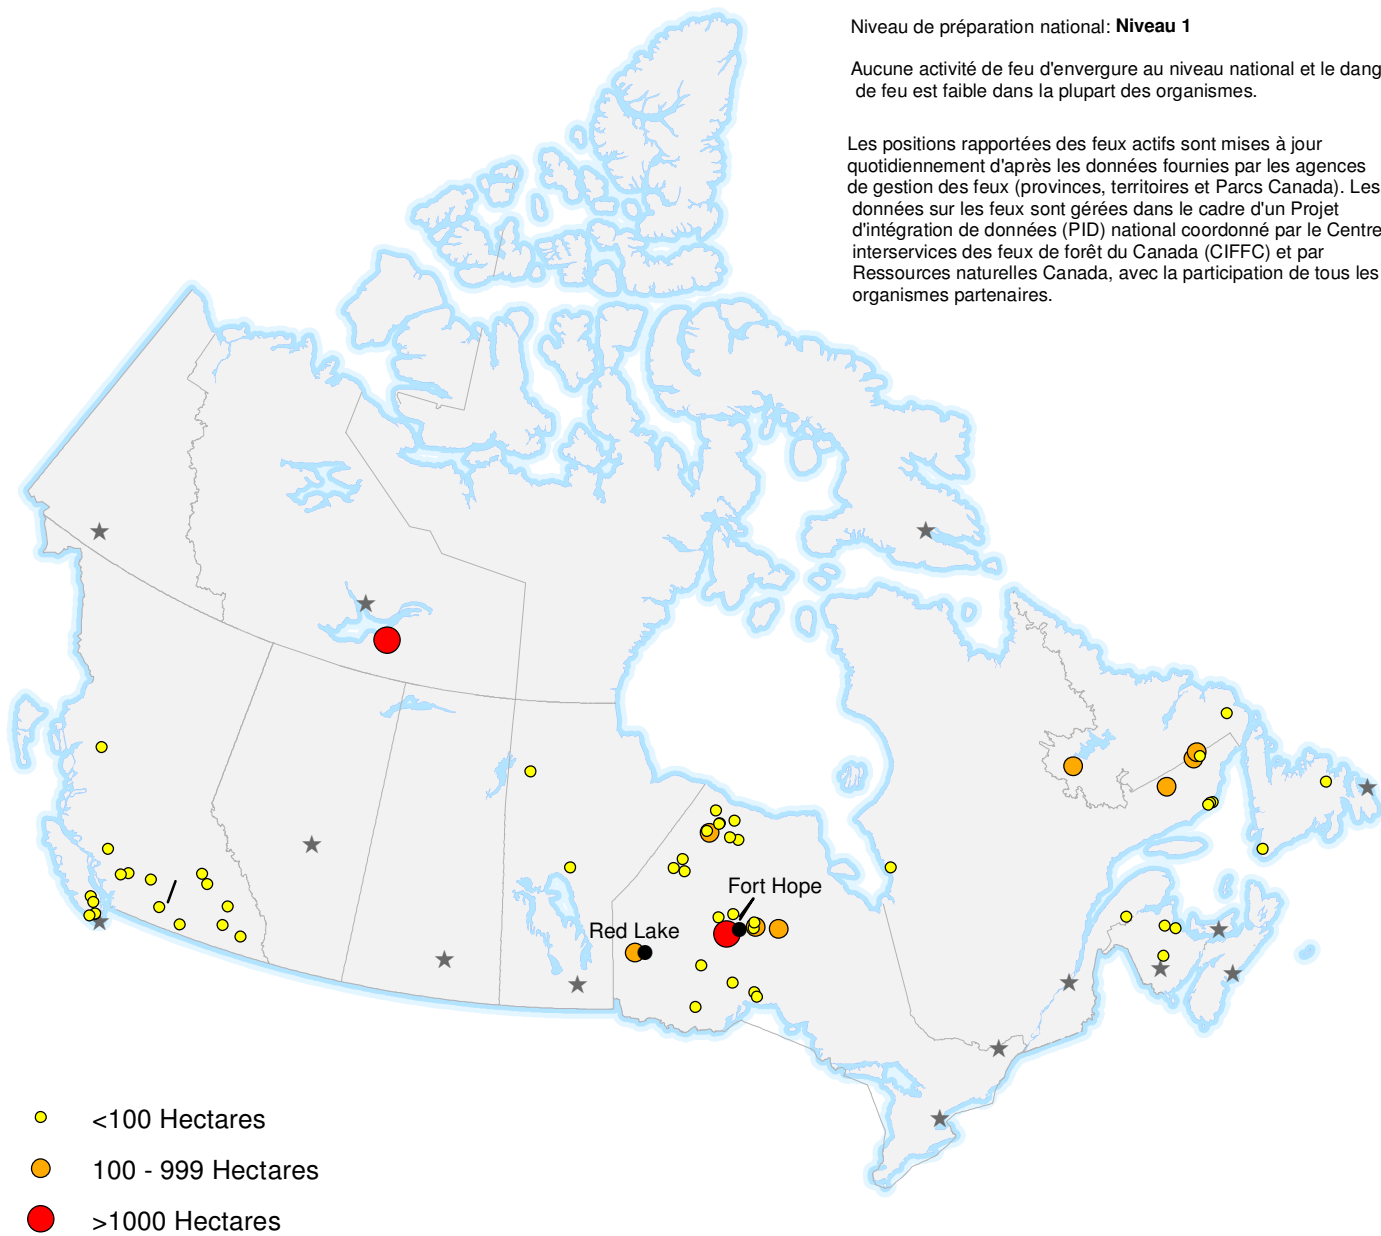 Niveau de préparation national: Niveau 1
Aucune activité de feu d'envergure au niveau national et le dang
de feu est faible dans la plupart des organismes.
Les positions rapportées des feux actifs sont mises à jour
quotidiennement d'après les données fournies par les agences
de gestion des feux (provinces, territoires et Parcs Canada). Les
données sur les feux sont gérées dans le cadre d'un Projet
d'intégration de données (PID) national coordonné par le Centre
interservices des feux de forêt du Canada (CIFFC) et par
Ressources naturelles Canada, avec la participation de tous les
organismes partenaires.
Fort Hope
Red Lake
<100 Hectares
100 - 999 Hectares
>1000 Hectares